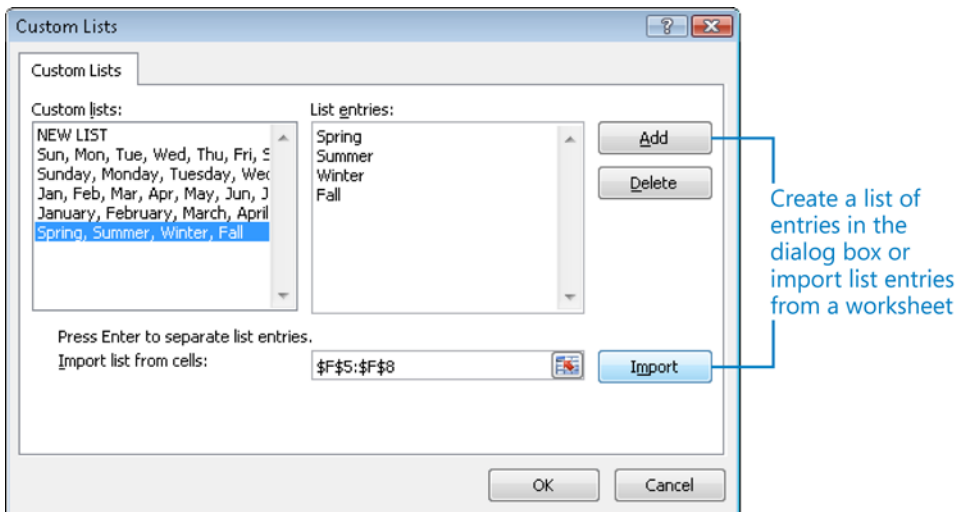 Custom Lists
Custom Lists
Custom lists:
NEW LIST
Sun, Mon, Tue, Wed, Thu, Fri, S
Sunday, Monday, Tuesday, Wed
Jan, Feb, Mar, Apr, May, Jun, J
January, February, March, April
Spring, Summer, Winter, Fall
List entries:
Spring
Summer
Winter
Fall
Add
Delete
Press Enter to separate list entries.
Import list from cells:
$F$5:$F$8
Import
OK
Cancel
Create a list of
entries in the
dialog box or
import list entries
from a worksheet